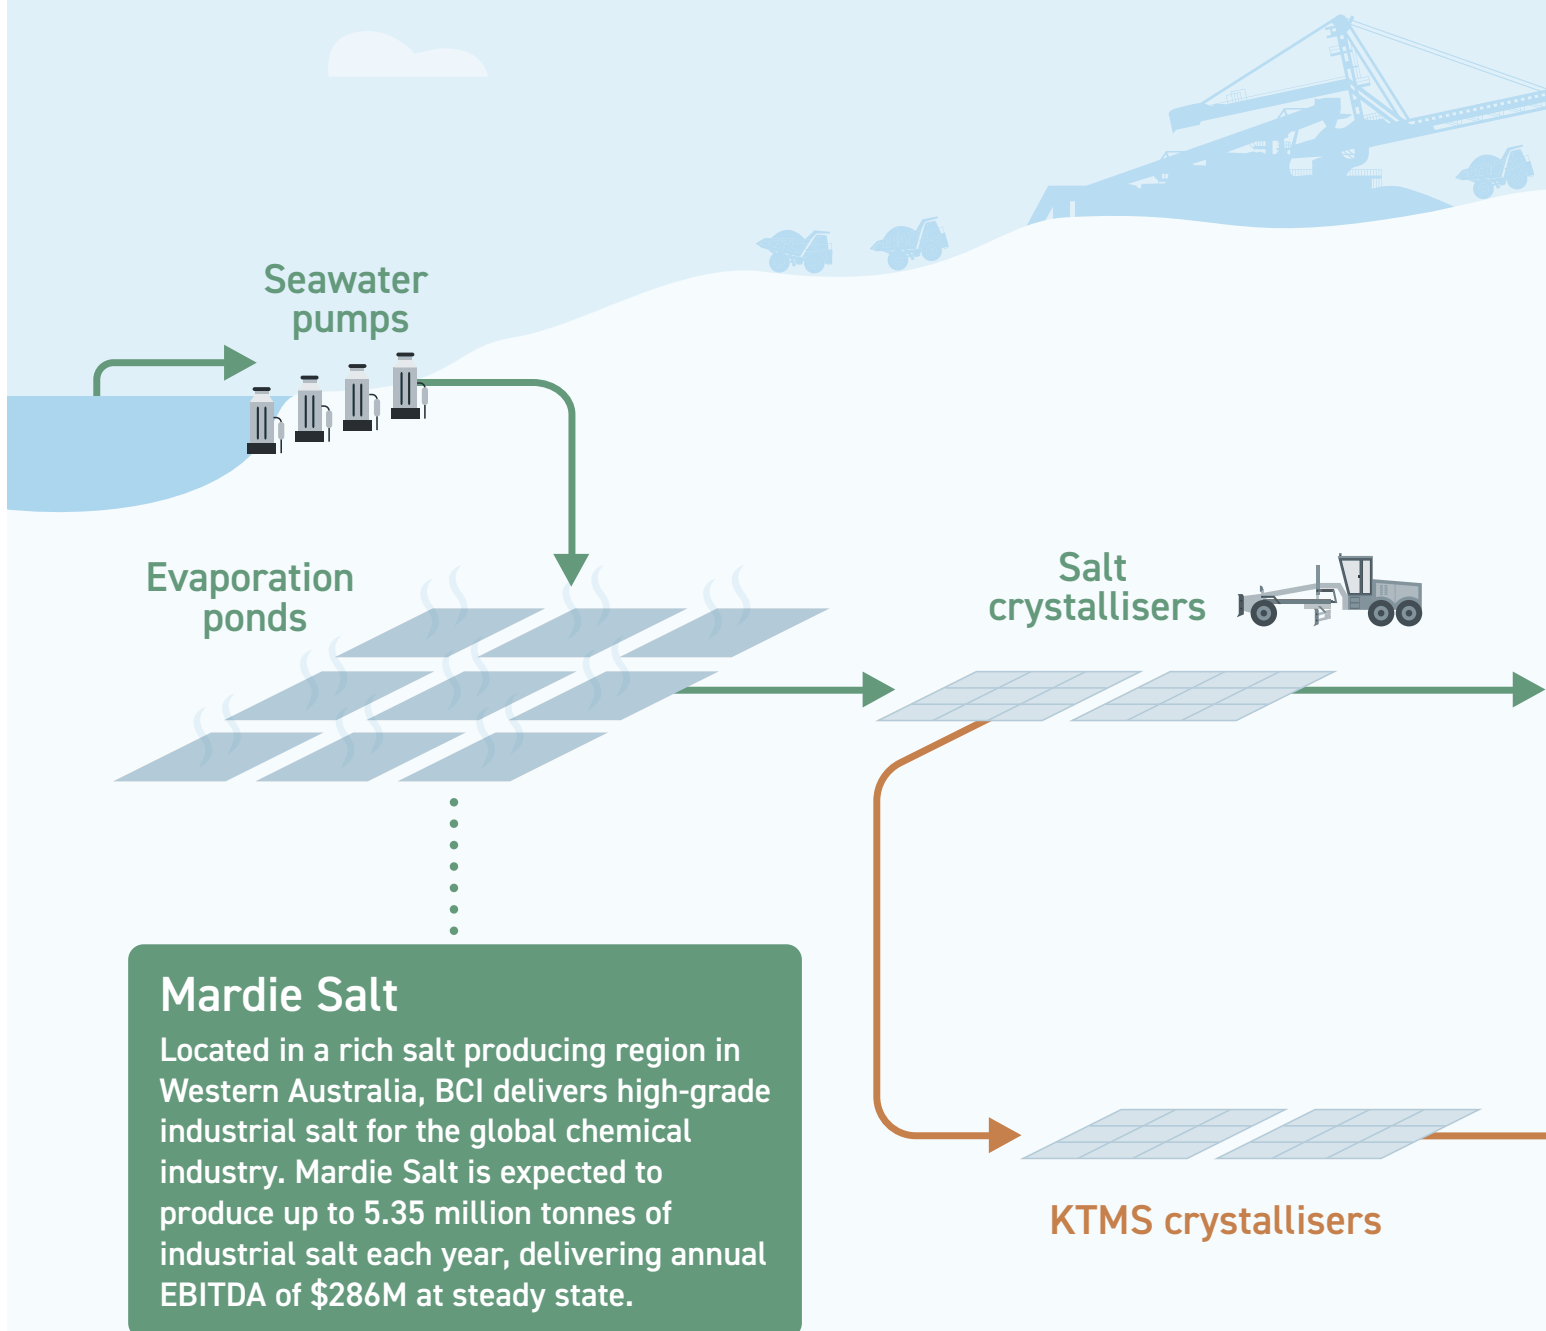 Seawater
pumps
Evaporation
ponds
Salt
crystallisers
Mardie Salt
Located in a rich salt producing region in
Western Australia, BCI delivers high-grade
industrial salt for the global chemical
industry. Mardie Salt is expected to
produce up to 5.35 million tonnes of
industrial salt each year, delivering annual
EBITDA of $286M at steady state.
KTMS crystallisers